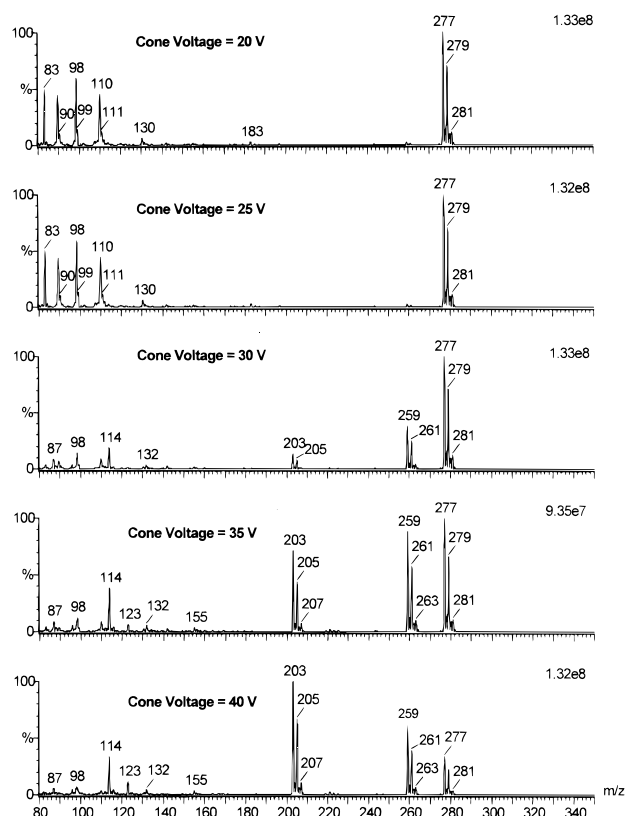 277 1.33e8
100 Cone Voltage = 20 V 279
98
83 110
% 99
90 111 281
130 183
0
277
100 1.32e8
Cone Voltage = 25 V 279
98
83 110
% 99
90 111 281
130
0
277
100 Cone Voltage = 30 V 1.33e8
279
259
% 261
114 203 281
87 98 132 205
0
277
100 9.35e7
Cone Voltage = 35 V 203 259
261 279
205
% 114
207 263 281
87 98 123 132 155
0
203 1.32e8
100
Cone Voltage = 40 V 205
259
% 261 277
114
207 263 281
87 98 123 132 155
0 m/z
80 100 120 140 160 180 200 220 240 260 280 300 320 340